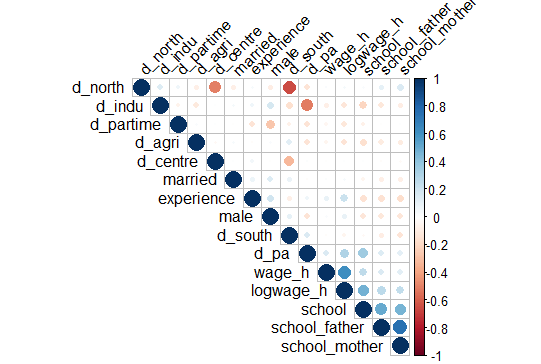 d_north
d_indu
d_partime
d_agri
d_centre
married
experience
male
d_south
d_pa
wage_h
logwage_h
school
school_father
school_mother
d_north
d_indu
d_partime
d_agri
d_centre
married
experience
male
d_south
d_pa
wage_h
logwage_h
school
school_father
school_mother
1
0.8
0.6
0.4
0.2
0
-0.2
-0.4
-0.6
-0.8
-1